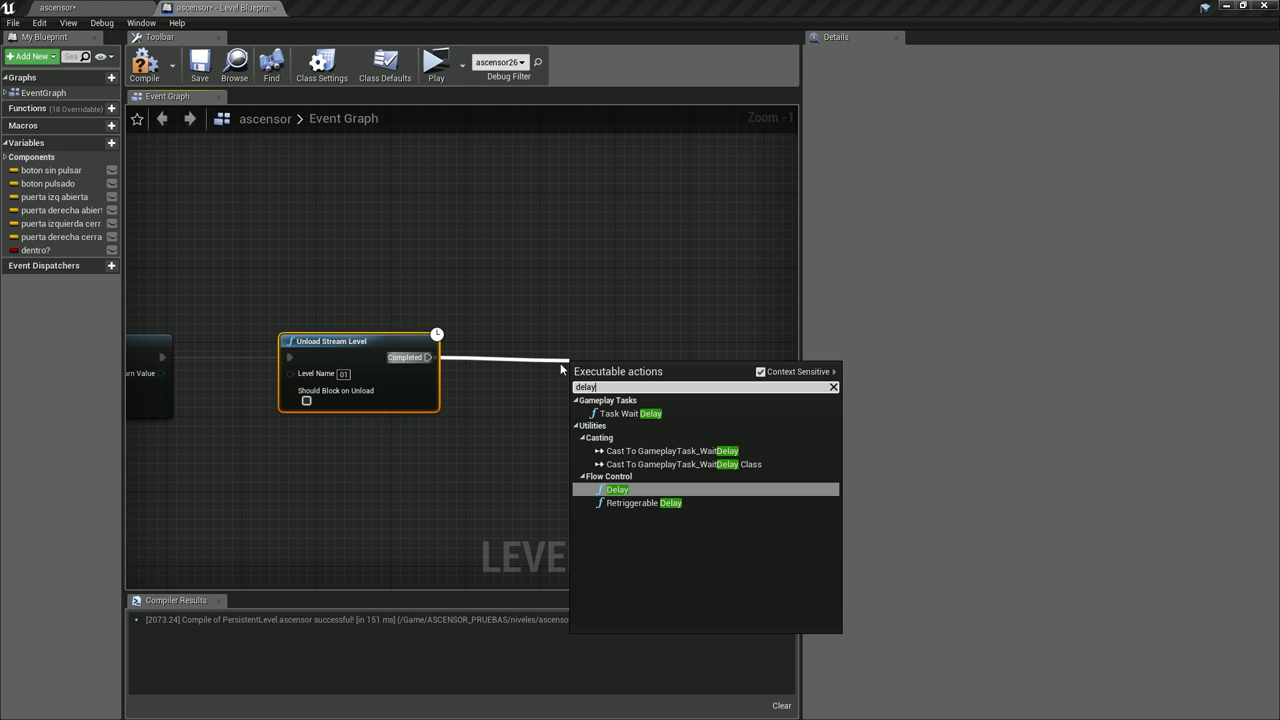 ascensor*
ascensor* - Level Blueprin
File Edit View Debug Window Help
My Blueprint
Toolbar
Details
Add New
Sea
Compile
Save
Browse
Find
Class Settings
Class Defaults
Play
ascensor26
Debug Filter
Graphs
EventGraph
Functions (18 Overridable)
Macros
Variables
Components
boton sin pulsar
boton pulsado
puerta izq abierta
puerta derecha abiert
puerta izquierda cerr
puerta derecha cerra
dentro?
Event Dispatchers
Event Graph
ascensor > Event Graph
Zoom -1
urn Value
Unload Stream Level
Completed
Level Name 01
Should Block on Unload
Executable actions
Context Sensitive
delay
Gameplay Tasks
Task Wait Delay
Utilities
Casting
Cast To GameplayTask_WaitDelay
Cast To GameplayTask_WaitDelay Class
Flow Control
Delay
Retriggerable Delay
LEVE
Compiler Results
[2073.24] Compile of PersistentLevel.ascensor successful! [in 151 ms] (/Game/ASCENSOR_PRUEBAS/niveles/ascenso
Clear